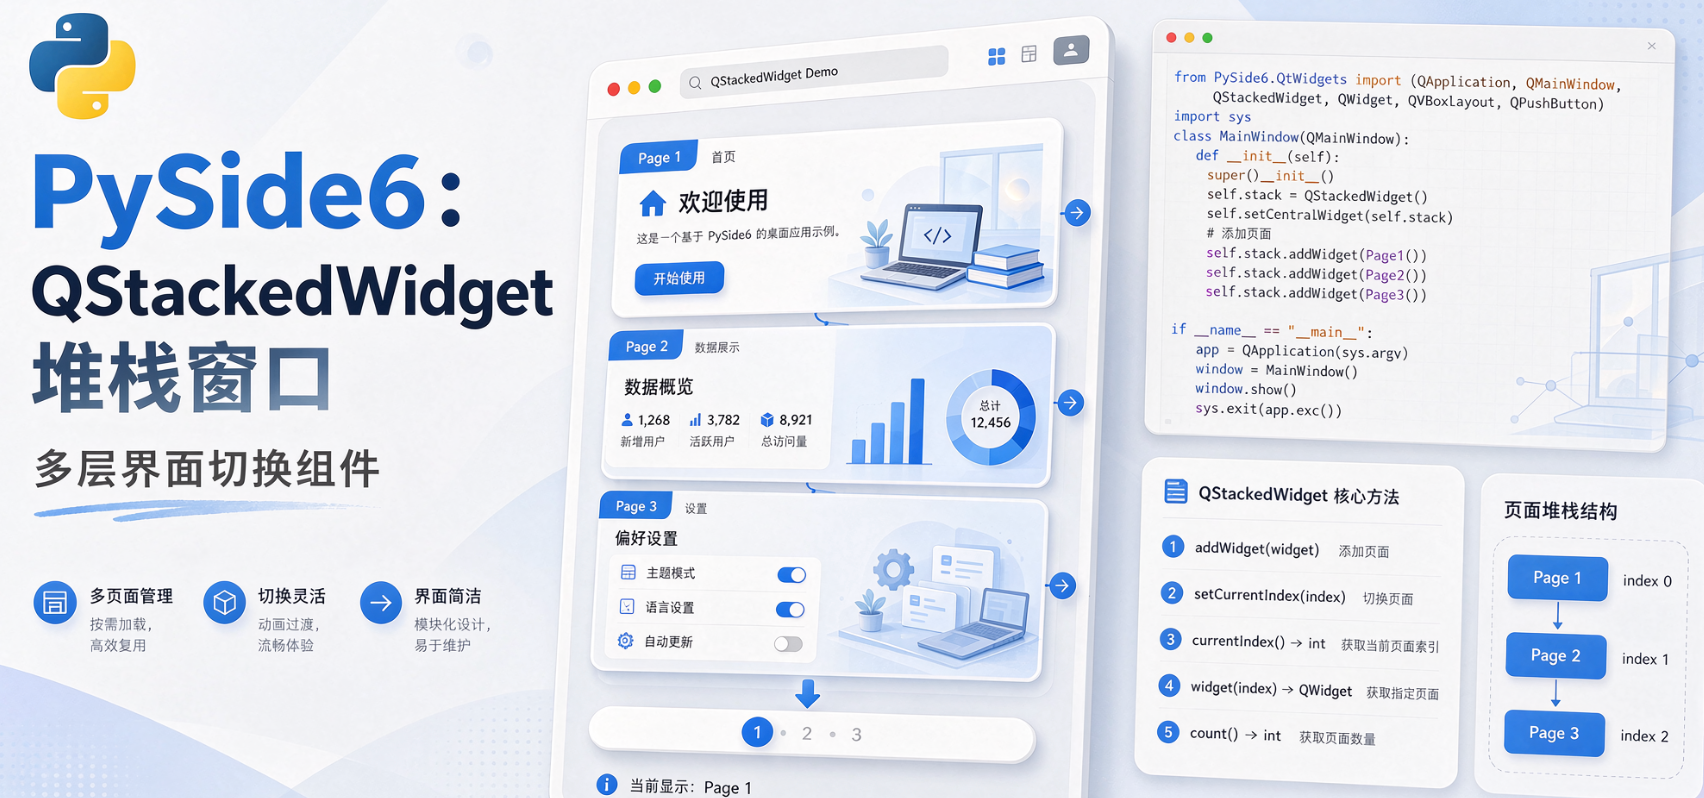 PySide6:
QStackedWidget
堆栈窗口
多层界面切换组件
多页面管理
按需加载，
高效复用
切换灵活
动画过渡，
流畅体验
界面简洁
模块化设计，
易于维护
QStackedWidget Demo
Page 1
首页
欢迎使用
这是一个基于 PySide6 的桌面应用示例。
开始使用
</>
Page 2
数据展示
数据概览
1,268
新增用户
3,782
活跃用户
8,921
总访问量
总计
12,456
Page 3
设置
偏好设置
主题模式
语言设置
自动更新
1 • 2 • 3
当前显示： Page 1
from PySide6.QtWidgets import (QApplication, QMainWindow,
QStackedWidget, QWidget, QVBoxLayout, QPushButton)
import sys
class MainWindow(QMainWindow):
def __init__(self):
super()__init__()
self.stack = QStackedWidget()
self.setCentralWidget(self.stack)
# 添加页面
self.stack.addWidget(Page1())
self.stack.addWidget(Page2())
self.stack.addWidget(Page3())
if __name__ == "__main__":
app = QApplication(sys.argv)
window = MainWindow()
window.show()
sys.exit(app.exc())
QStackedWidget 核心方法
1 addWidget(widget) 添加页面
2 setCurrentIndex(index) 切换页面
3 currentIndex() → int 获取当前页面索引
4 widget(index) → QWidget 获取指定页面
5 count() → int 获取页面数量
页面堆栈结构
Page 1 index 0
Page 2 index 1
Page 3 index 2